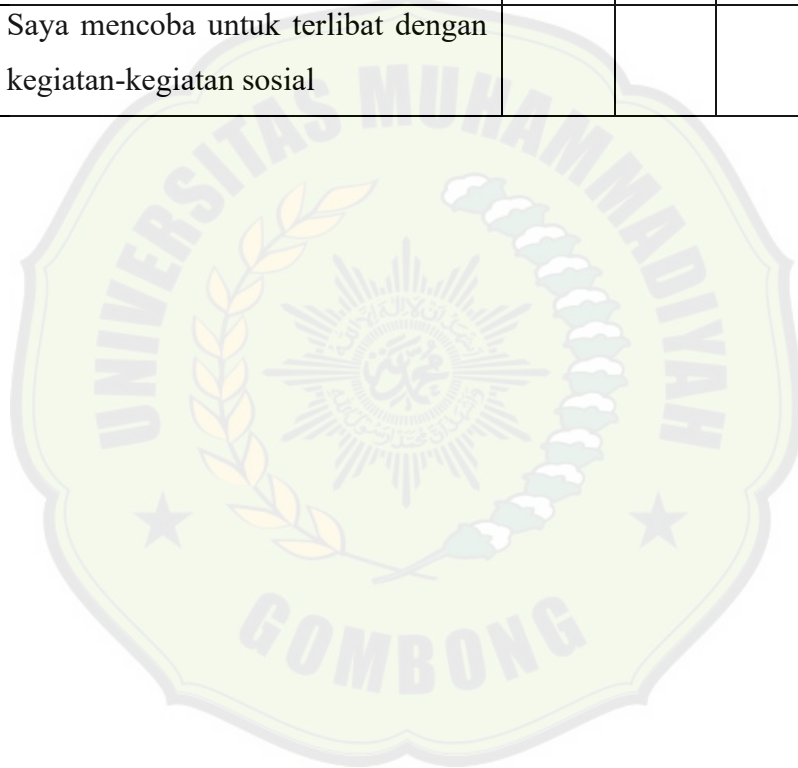 Saya mencoba untuk terlibat dengan
kegiatan-kegiatan sosial
UNIVERSITAS MUHAMMADIYAH
GOMBONG